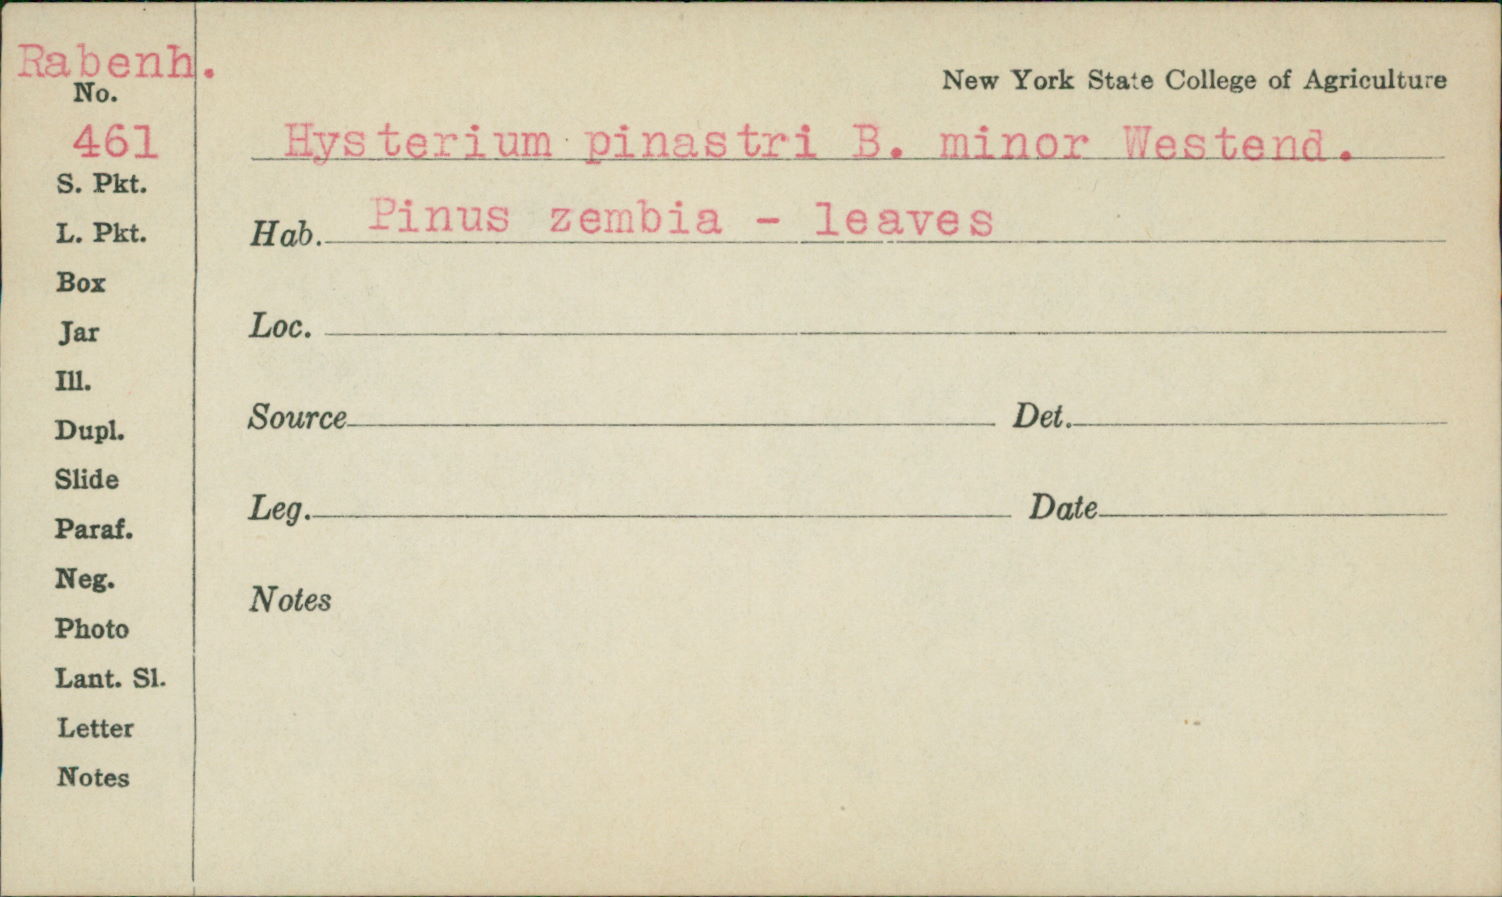 Rabenh.
New York State College of Agriculture
No.
461
Hysterium pinastri B. minor Westend.
S. Pkt.
Hab. Pinus zembia - leaves
L. Pkt.
Box
Loc.
Jar
Ill.
Source Det.
Dupl.
Slide
Leg. Date
Paraf.
Neg.
Notes
Photo
Lant. Sl.
Letter
Notes